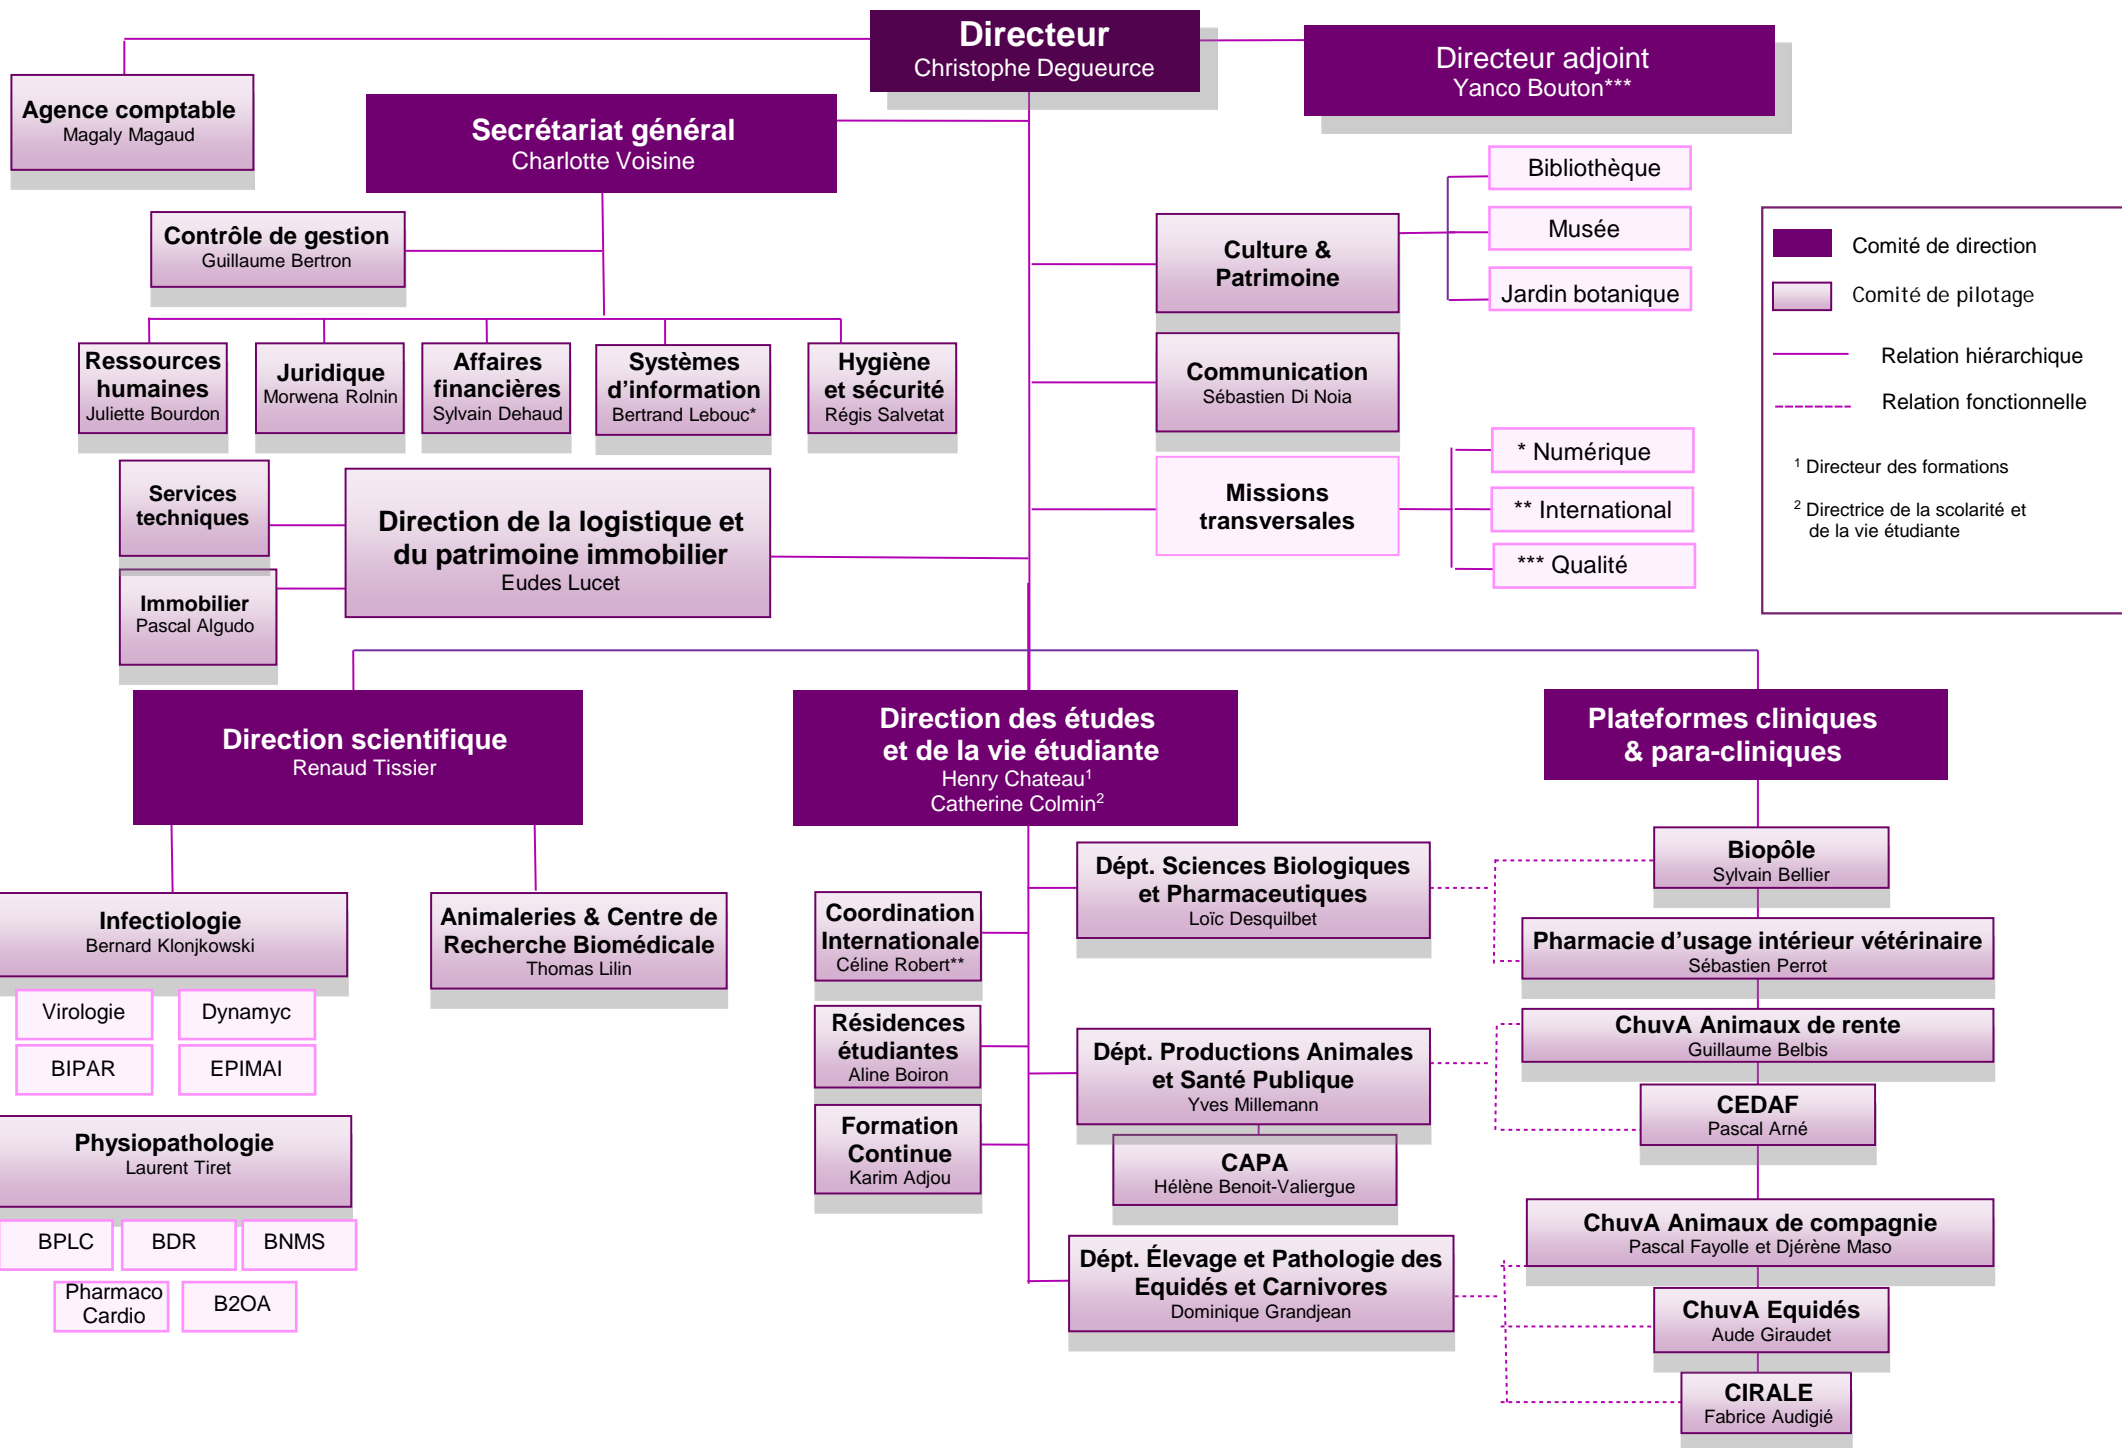 Directeur
Christophe Degueurce
Directeur adjoint
Yanco Bouton***
Agence comptable
Magaly Magaud
Secrétariat général
Charlotte Voisine
Contrôle de gestion
Guillaume Bertron
Ressources
humaines
Juliette Bourdon
Juridique
Morwena Rolnin
Affaires
financières
Sylvain Dehaud
Systèmes
d’information
Bertrand Lebouc*
Hygiène
et sécurité
Régis Salvetat
Services
techniques
Immobilier
Pascal Algudo
Direction de la logistique et
du patrimoine immobilier
Eudes Lucet
Culture &
Patrimoine
Bibliothèque
Musée
Jardin botanique
Communication
Sébastien Di Noia
Missions
transversales
* Numérique
** International
*** Qualité
Comité de direction
Comité de pilotage
Relation hiérarchique
Relation fonctionnelle
¹ Directeur des formations
² Directrice de la scolarité et
de la vie étudiante
Direction scientifique
Renaud Tissier
Infectiologie
Bernard Klonjkowski
Virologie
Dynamyc
BIPAR
EPIMAI
Physiopathologie
Laurent Tiret
BPLC
BDR
BNMS
Pharmaco
Cardio
B2OA
Animaleries & Centre de
Recherche Biomédicale
Thomas Lilin
Direction des études
et de la vie étudiante
Henry Chateau¹
Catherine Colmin²
Coordination
Internationale
Céline Robert**
Résidences
étudiantes
Aline Boiron
Formation
Continue
Karim Adjou
Dépt. Sciences Biologiques
et Pharmaceutiques
Loïc Desquilbet
Dépt. Productions Animales
et Santé Publique
Yves Millemann
CAPA
Hélène Benoit-Valiergue
Dépt. Élevage et Pathologie des
Equidés et Carnivores
Dominique Grandjean
Plateformes cliniques
& para-cliniques
Biopôle
Sylvain Bellier
Pharmacie d’usage intérieur vétérinaire
Sébastien Perrot
ChuvA Animaux de rente
Guillaume Belbis
CEDAF
Pascal Arné
ChuvA Animaux de compagnie
Pascal Fayolle et Djérène Maso
ChuvA Equidés
Aude Giraudet
CIRALE
Fabrice Audigié